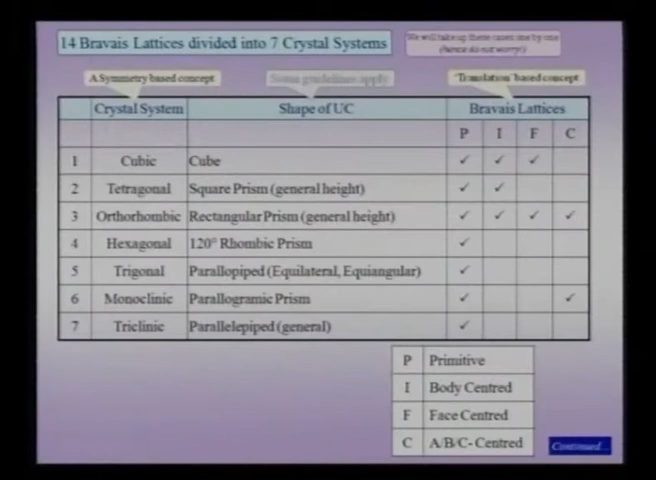 14 Bravais Lattices divided into 7 Crystal Systems
We will take up these cases one by one
(hence do not worry!)
A Symmetry based concept
Some guidelines apply
'Translation' based concept
Crystal System Shape of UC Bravais Lattices
P I F C
1 Cubic Cube ✓ ✓ ✓
2 Tetragonal Square Prism (general height) ✓ ✓
3 Orthorhombic Rectangular Prism (general height) ✓ ✓ ✓ ✓
4 Hexagonal 120° Rhombic Prism ✓
5 Trigonal Parallopiped (Equilateral, Equiangular) ✓
6 Monoclinic Parallogramic Prism ✓ ✓
7 Triclinic Parallelepiped (general) ✓
P Primitive
I Body Centred
F Face Centred
C A/B/C- Centred
Continued...